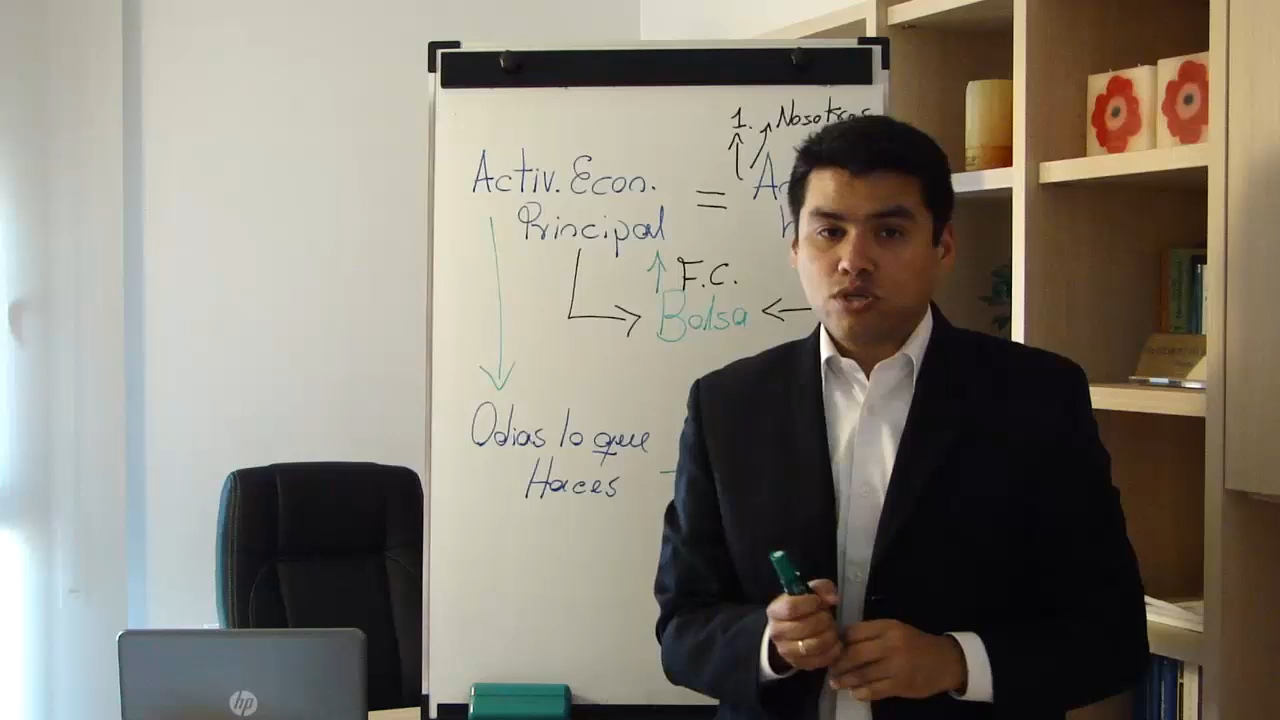 1. Nosotros
Activ. Econ.
Principal
=
F.C.
Bolsa
Odias lo que
Haces
hp